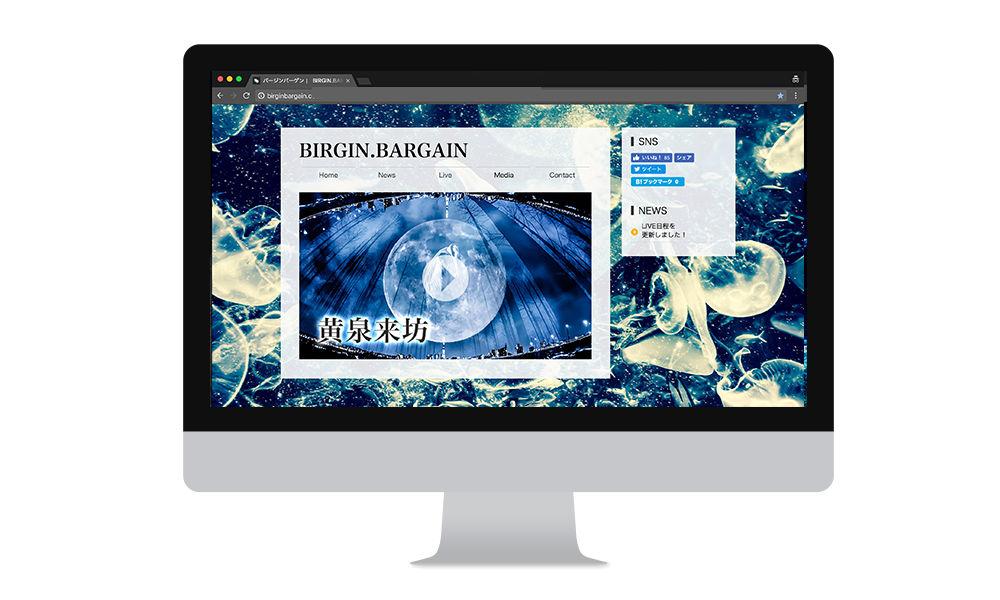 バージンバーゲン | BIRGIN.BAR
birginbargain.c
BIRGIN.BARGAIN
Home News Live Media Contact
黄泉来坊
SNS
いいね! 85 シェア
ツイート
B!ブックマーク 0
NEWS
LIVE日程を
更新しました!